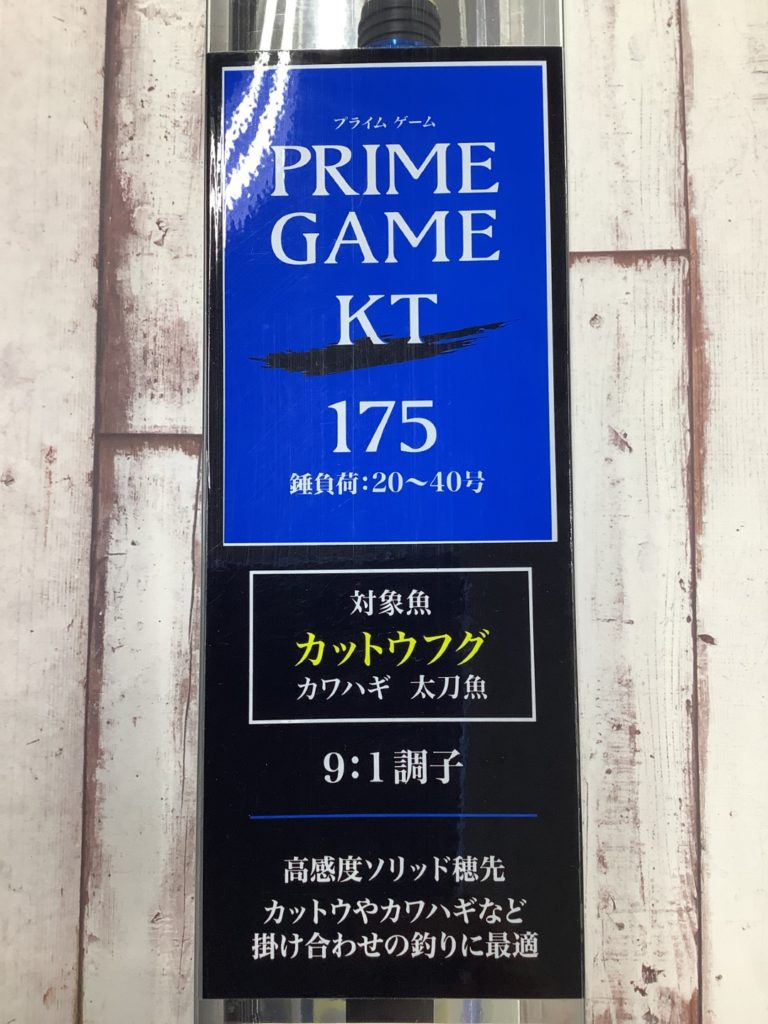 プライム ゲーム
PRIME
GAME
KT
175
錘負荷:20〜40号
対象魚
カットウフグ
カワハギ 太刀魚
9:1調子
高感度ソリッド穂先
カットウやカワハギなど
掛け合わせの釣りに最適